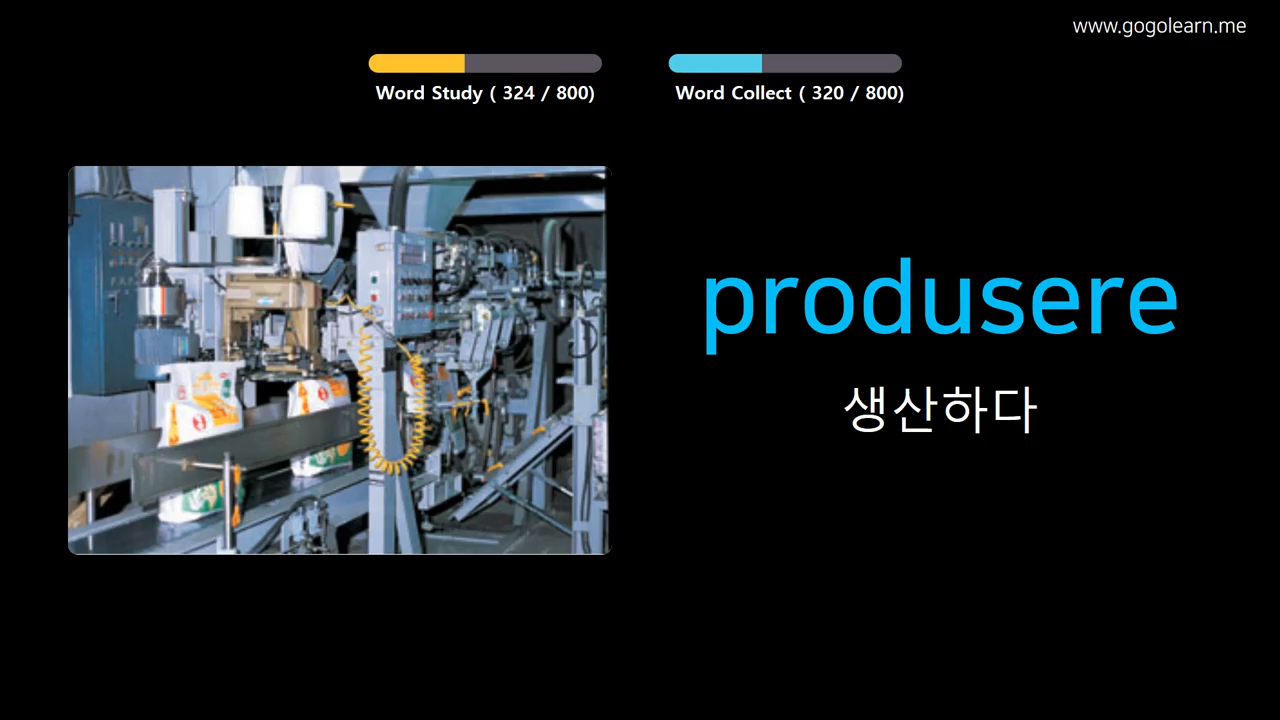 www.gogolearn.me
Word Study ( 324 / 800)
Word Collect ( 320 / 800)
produsere
생산하다